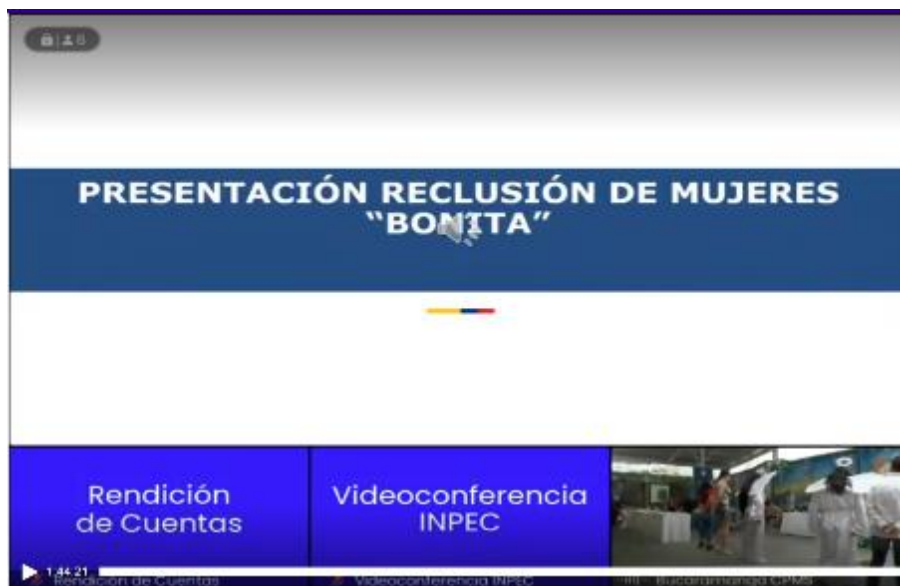 8
PRESENTACIÓN RECLUSIÓN DE MUJERES
“BONITA”
Rendición
de Cuentas
Videoconferencia
INPEC
1:44:21
Rendición de Cuentas
Videoconferencia INPEC
Bucaramanga CPMS